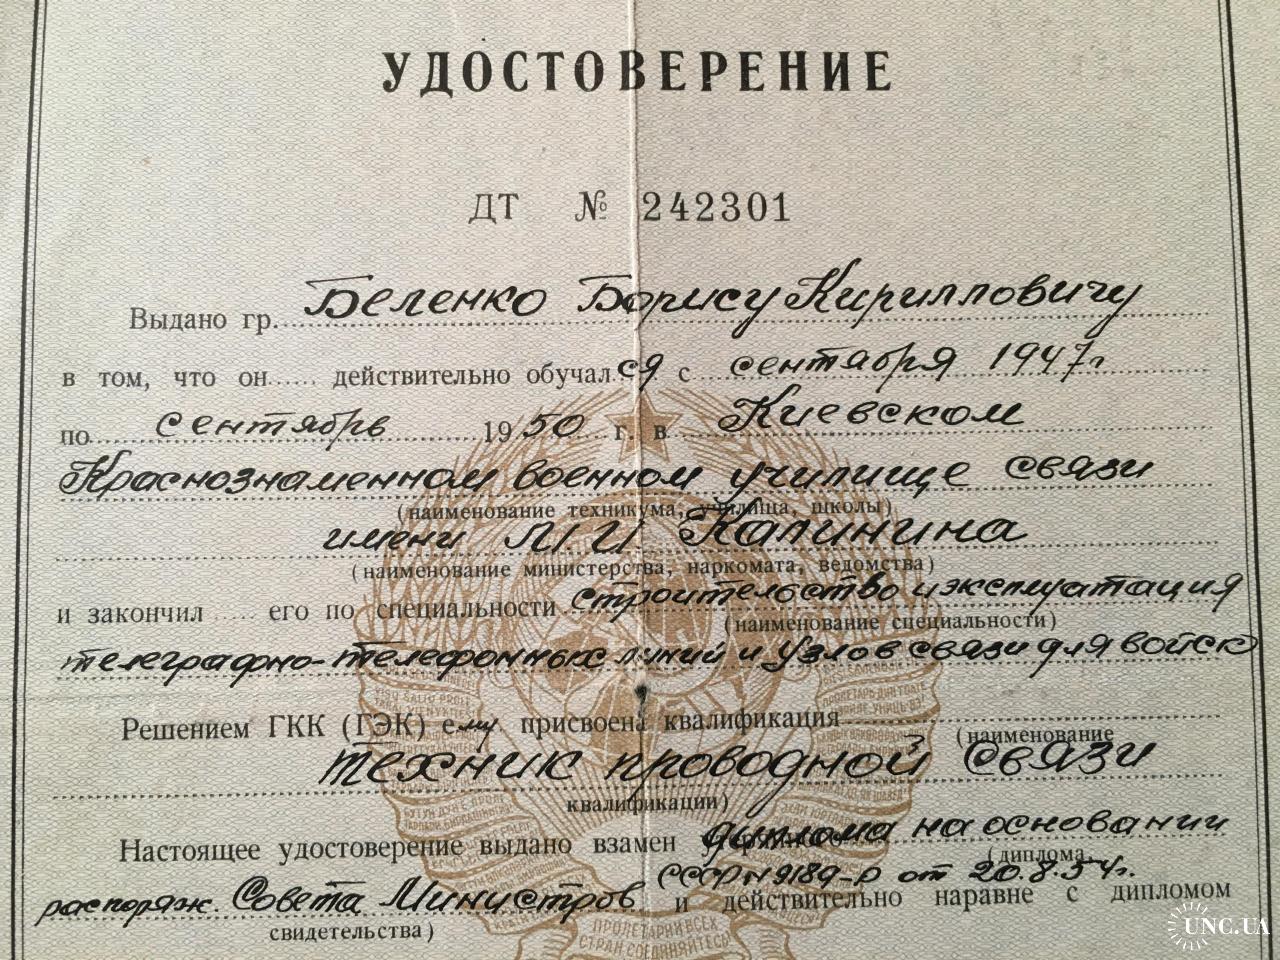 УДОСТОВЕРЕНИЕ
ДТ № 242301
Выдано гр. Беленко Борису Кирилловичу
в том, что он...... действительно обучался с сентября 1947г
по сентябрь 1950 г. в Киевском
Краснознаменном военном училище связи
(наименование техникума, училища, школы)
имени М И Калинина
(наименование министерства, наркомата, ведомства)
и закончил ..... его по специальности строительство и эксплуатация
(наименование специальности)
телеграфно-телефонных линий и узлов связи для войск
Решением ГКК (ГЭК) ему присвоена квалификация
(наименование
техник проводной связи
квалификации)
Настоящее удостоверение выдано взамен диплома на основании
(диплома,
распоряж. Совета Министров СССР № 9189-р от 20.8.54г. и действительно наравне с дипломом
свидетельства)
ПРОЛЕТАРИИ ВСЕХ
СТРАН СОЕДИНЯЙТЕСЬ!
UNC.UA